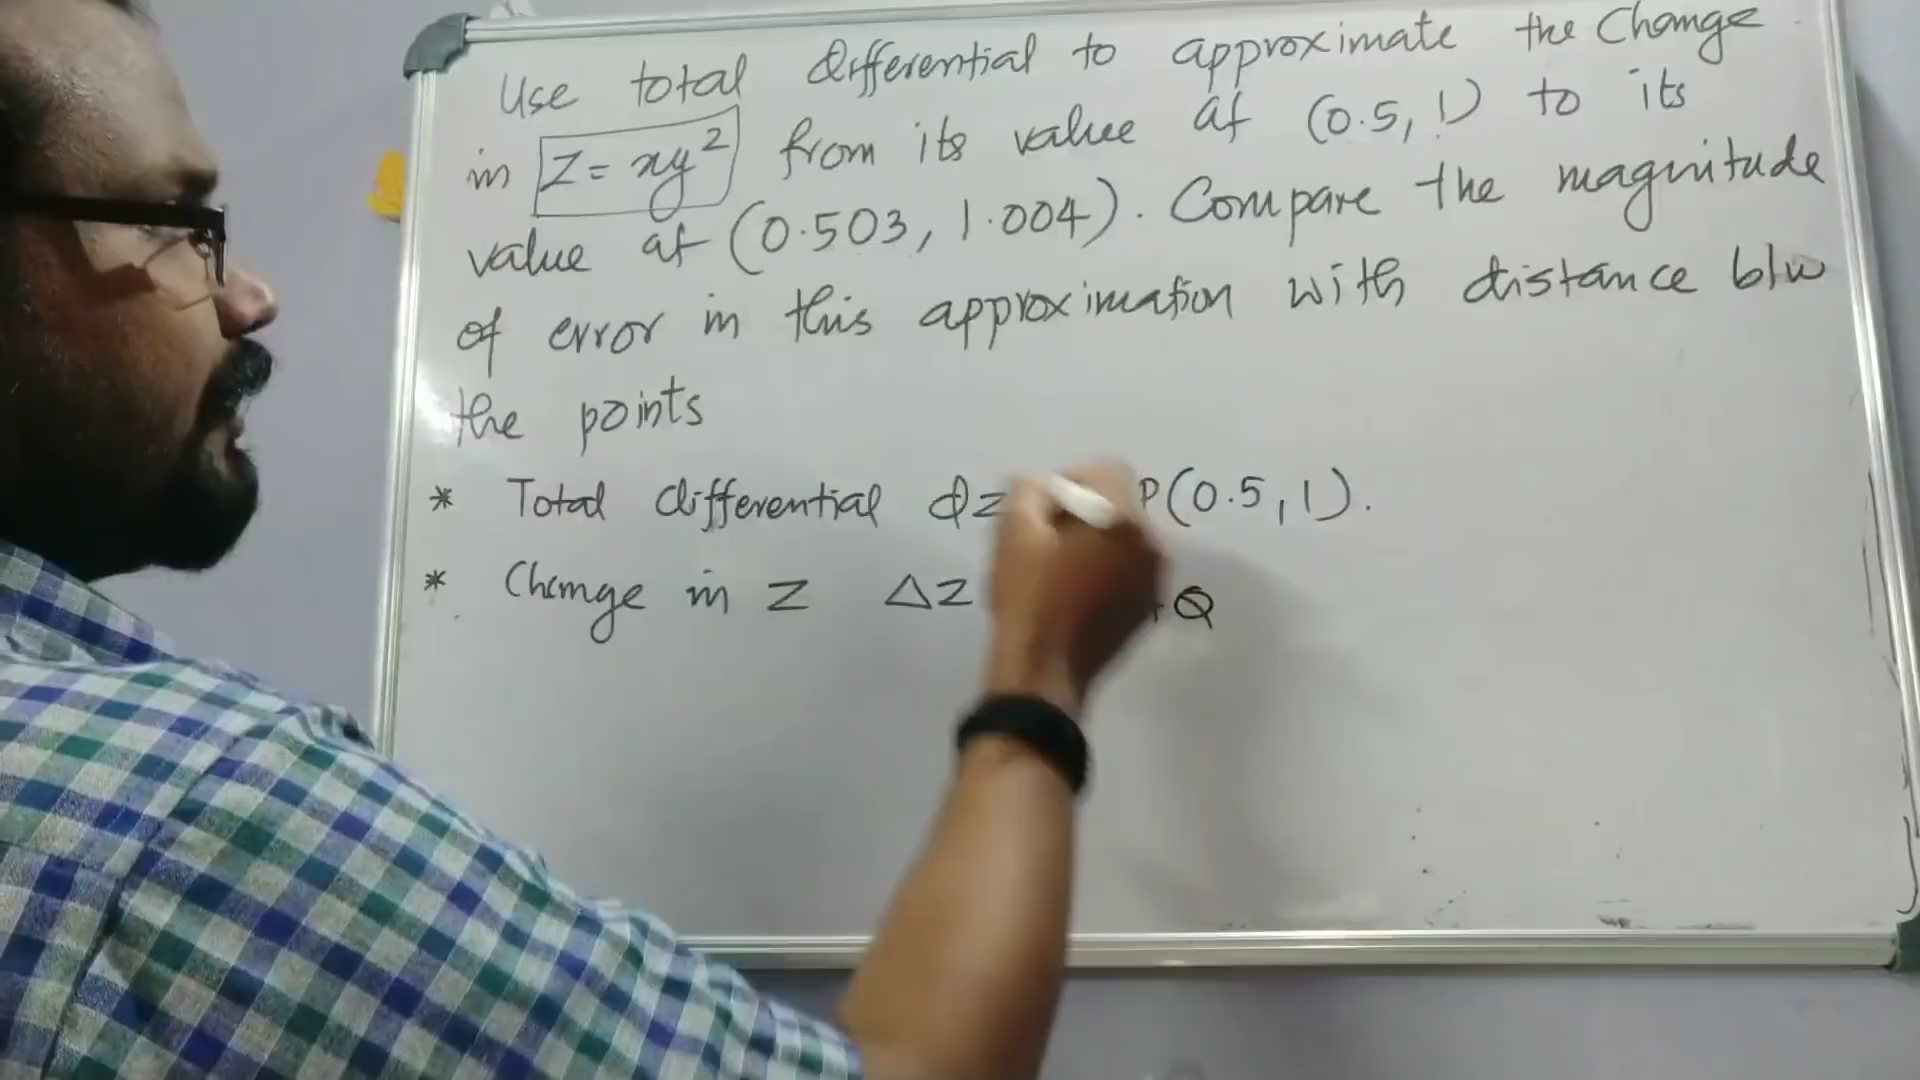 Use total differential to approximate the Change
in z = xy² from its value at (0.5, 1) to its
value at (0.503, 1.004). Compare the magnitude
of error in this approximation with distance b/w
the points
* Total differential dz P(0.5, 1).
* Change in z Δz Q